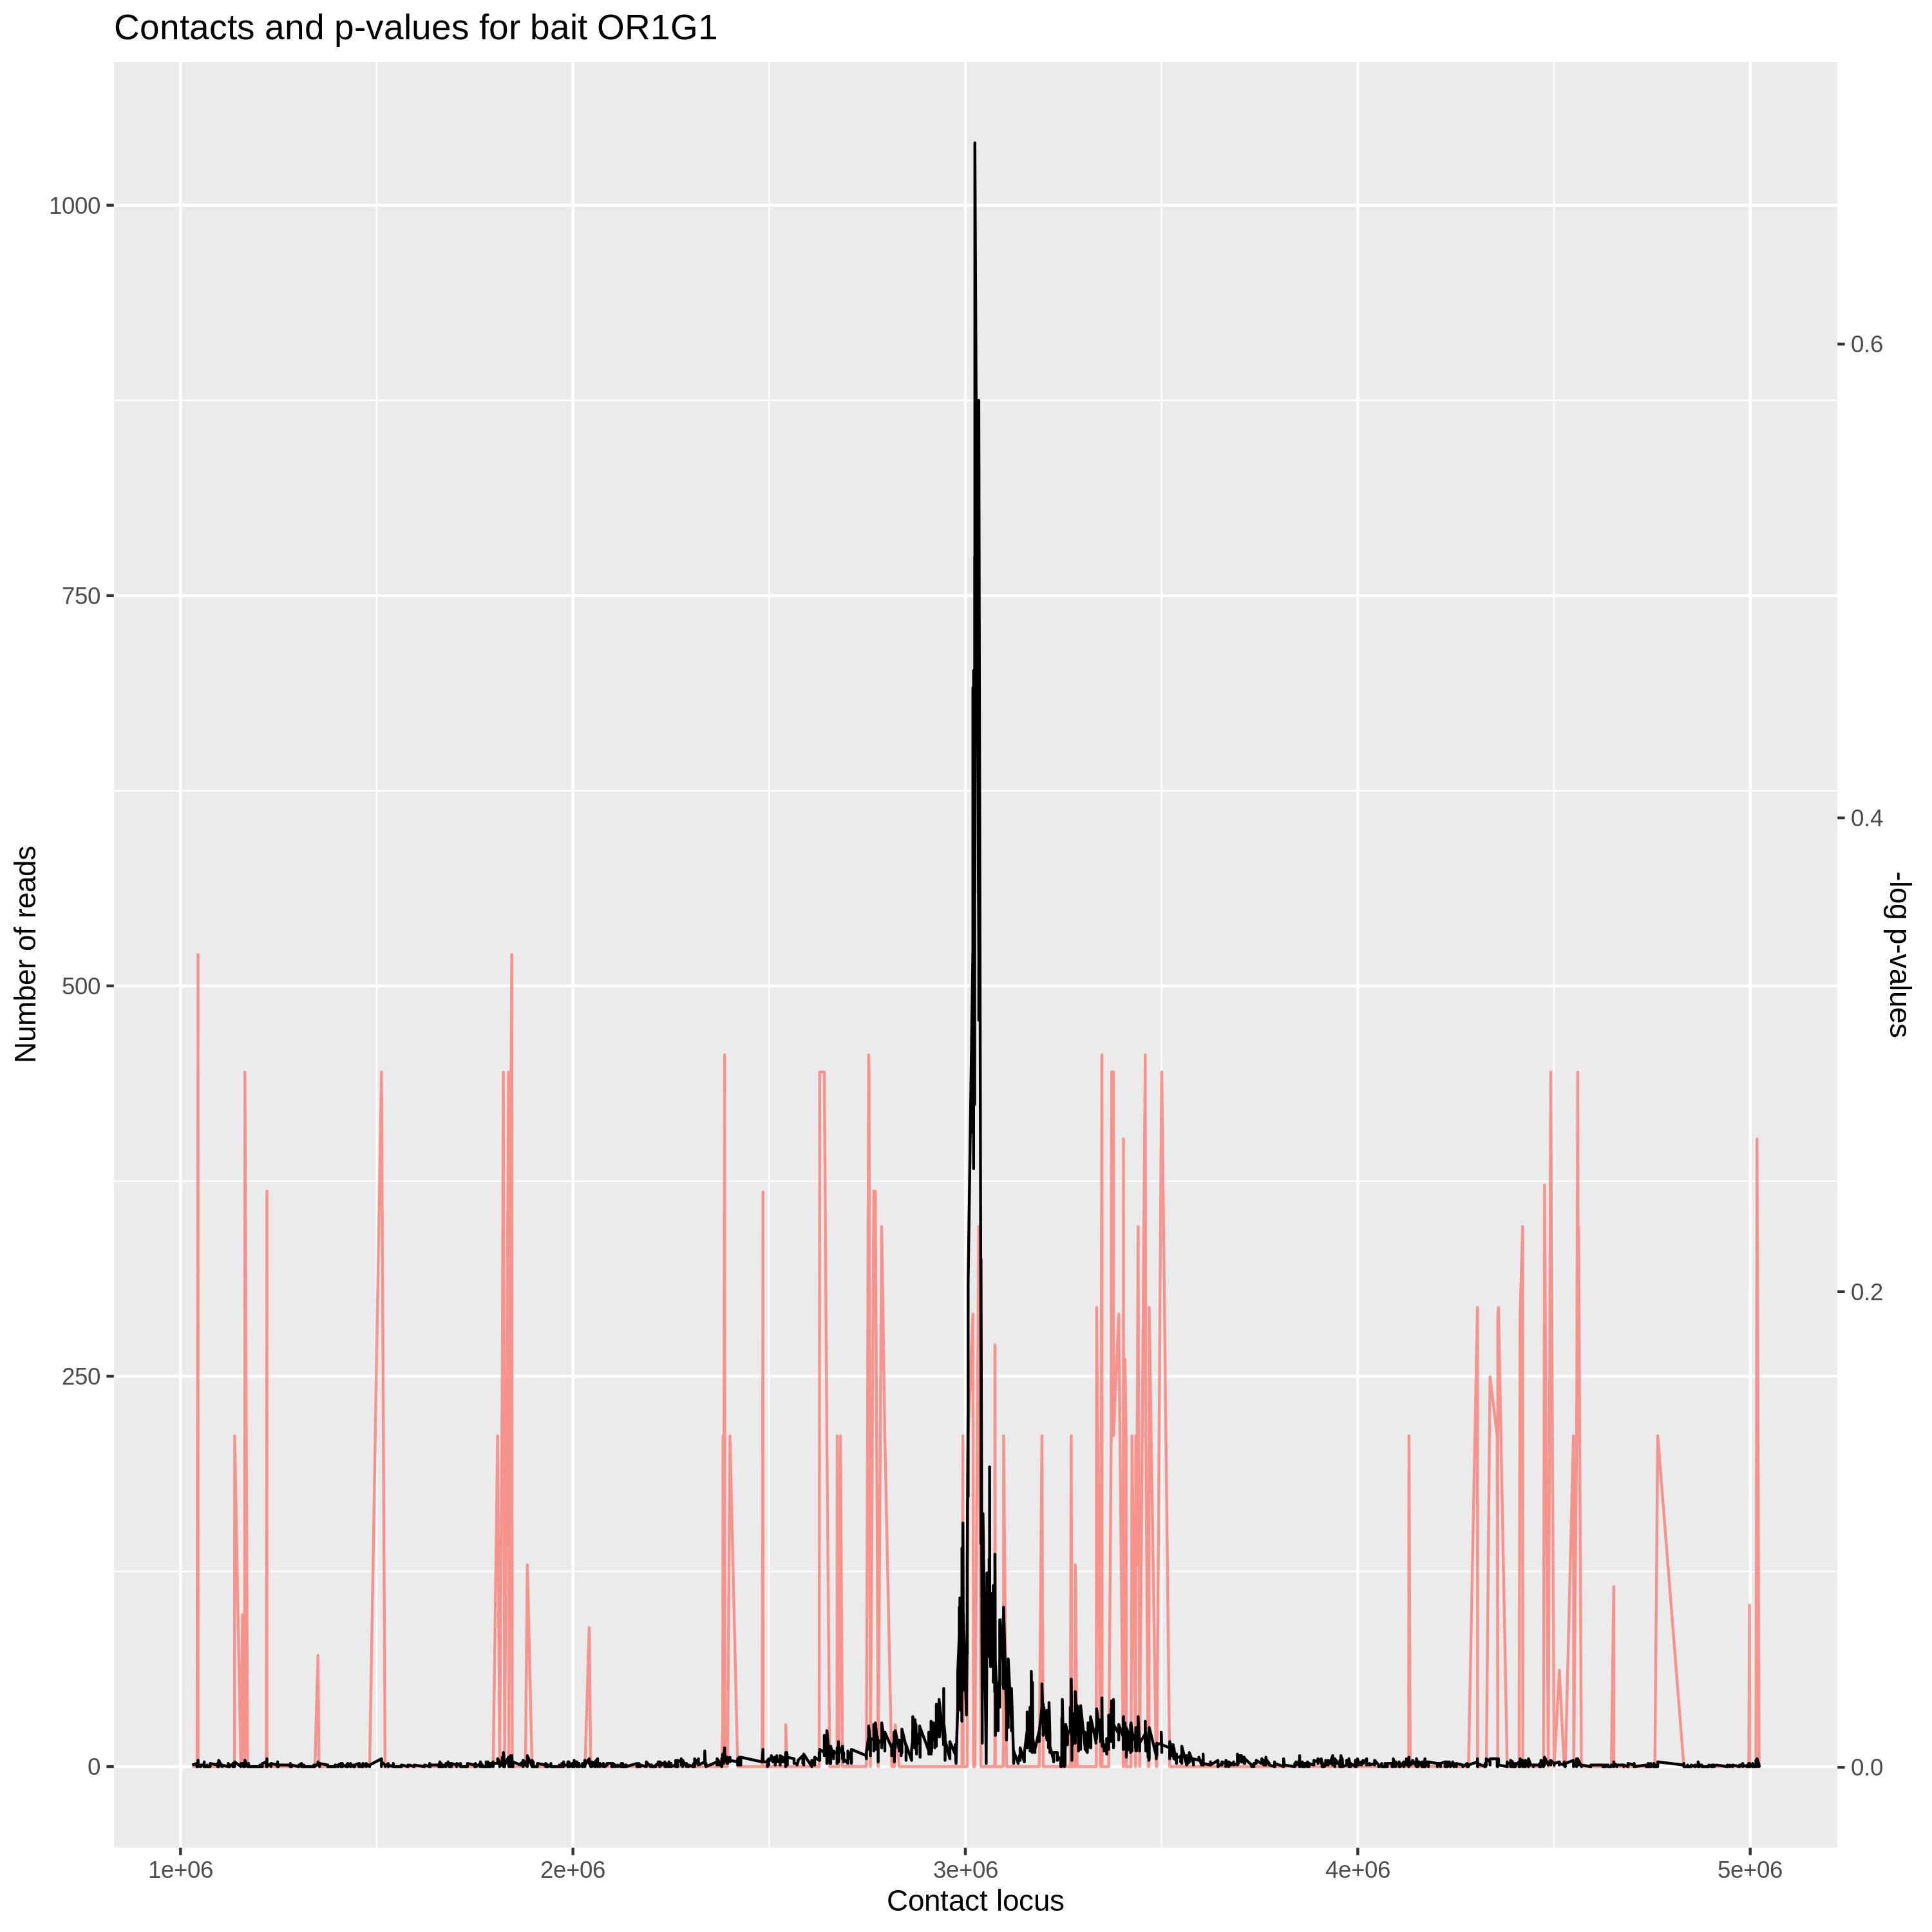 Contacts and p-values for bait OR1G1
1000
750
500
250
0
Number of reads
0.6
0.4
0.2
0.0
-log p-values
1e+06
2e+06
3e+06
4e+06
5e+06
Contact locus